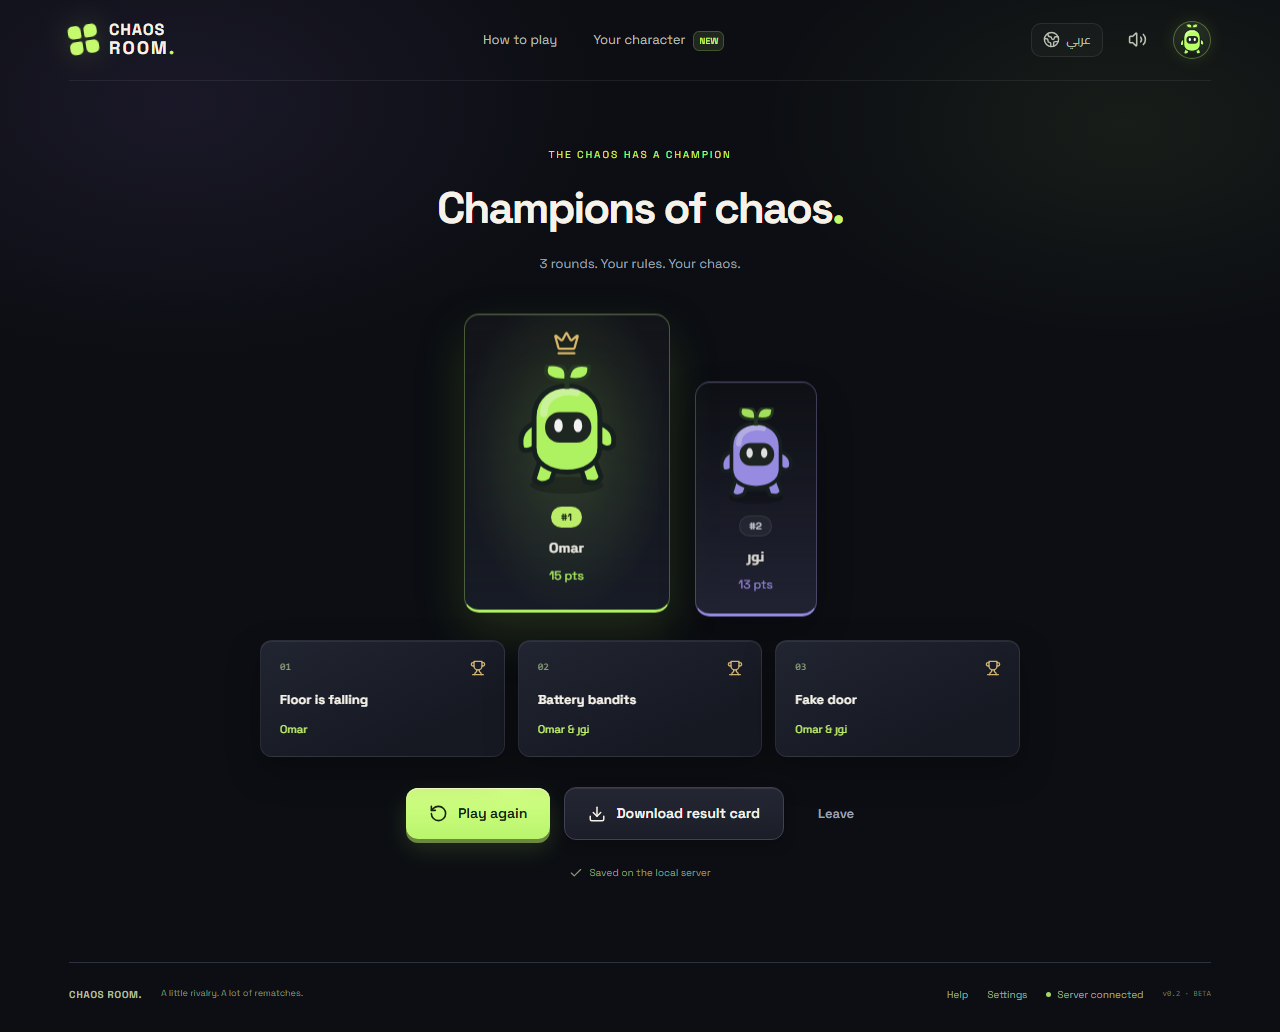 CHAOS
ROOM.
How to play
Your character NEW
عربي
THE CHAOS HAS A CHAMPION
Champions of chaos.
3 rounds. Your rules. Your chaos.
#1
Omar
15 pts
#2
نور
13 pts
01
Floor is falling
Omar
02
Battery bandits
Omar & نور
03
Fake door
Omar & نور
Play again
Download result card
Leave
Saved on the local server
CHAOS ROOM.
A little rivalry. A lot of rematches.
Help
Settings
Server connected
v0.2 · BETA